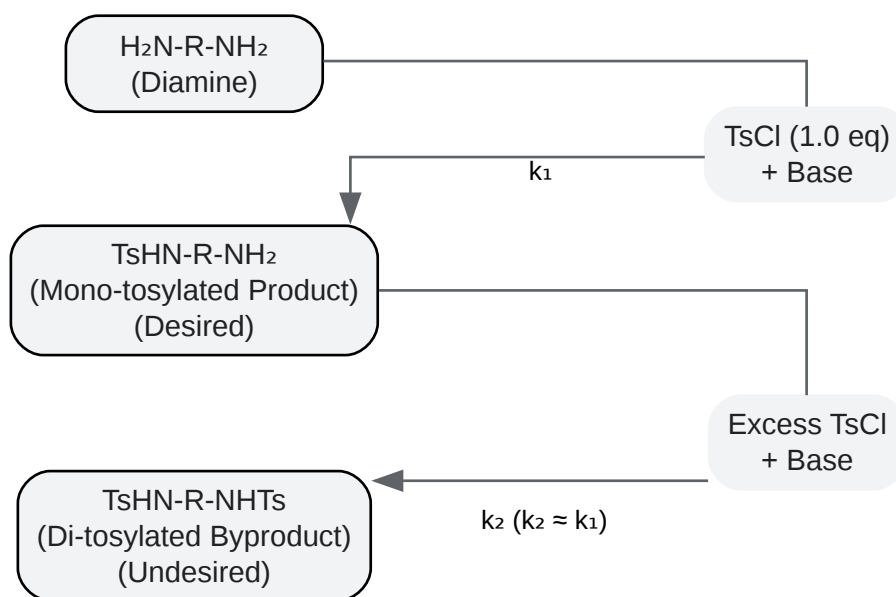 H₂N-R-NH₂
(Diamine)
TsCl (1.0 eq)
+ Base
k₁
TsHN-R-NH₂
(Mono-tosylated Product)
(Desired)
Excess TsCl
+ Base
TsHN-R-NHTs
(Di-tosylated Byproduct)
(Undesired)
k₂ (k₂ ≈ k₁)